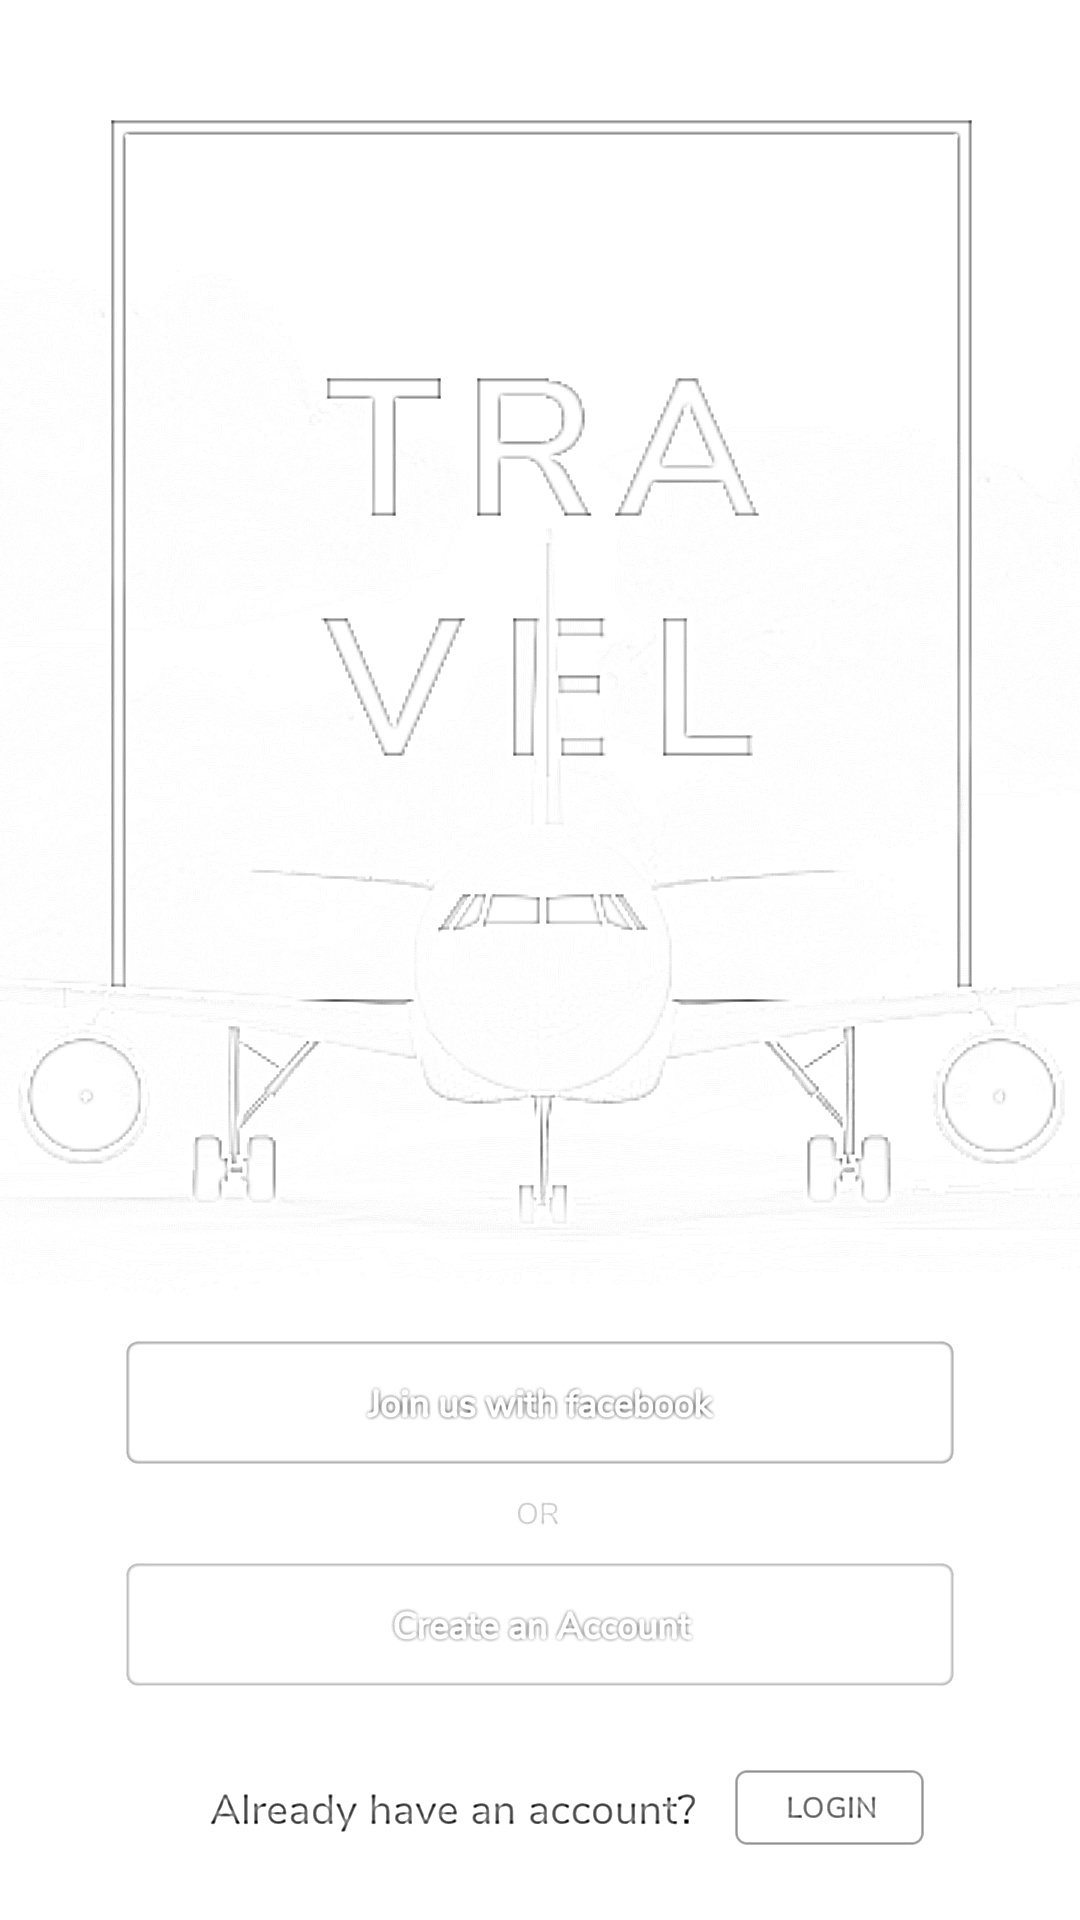 TRA
VEL
Join us with facebook
OR
Create an Account
Already have an account? LOGIN